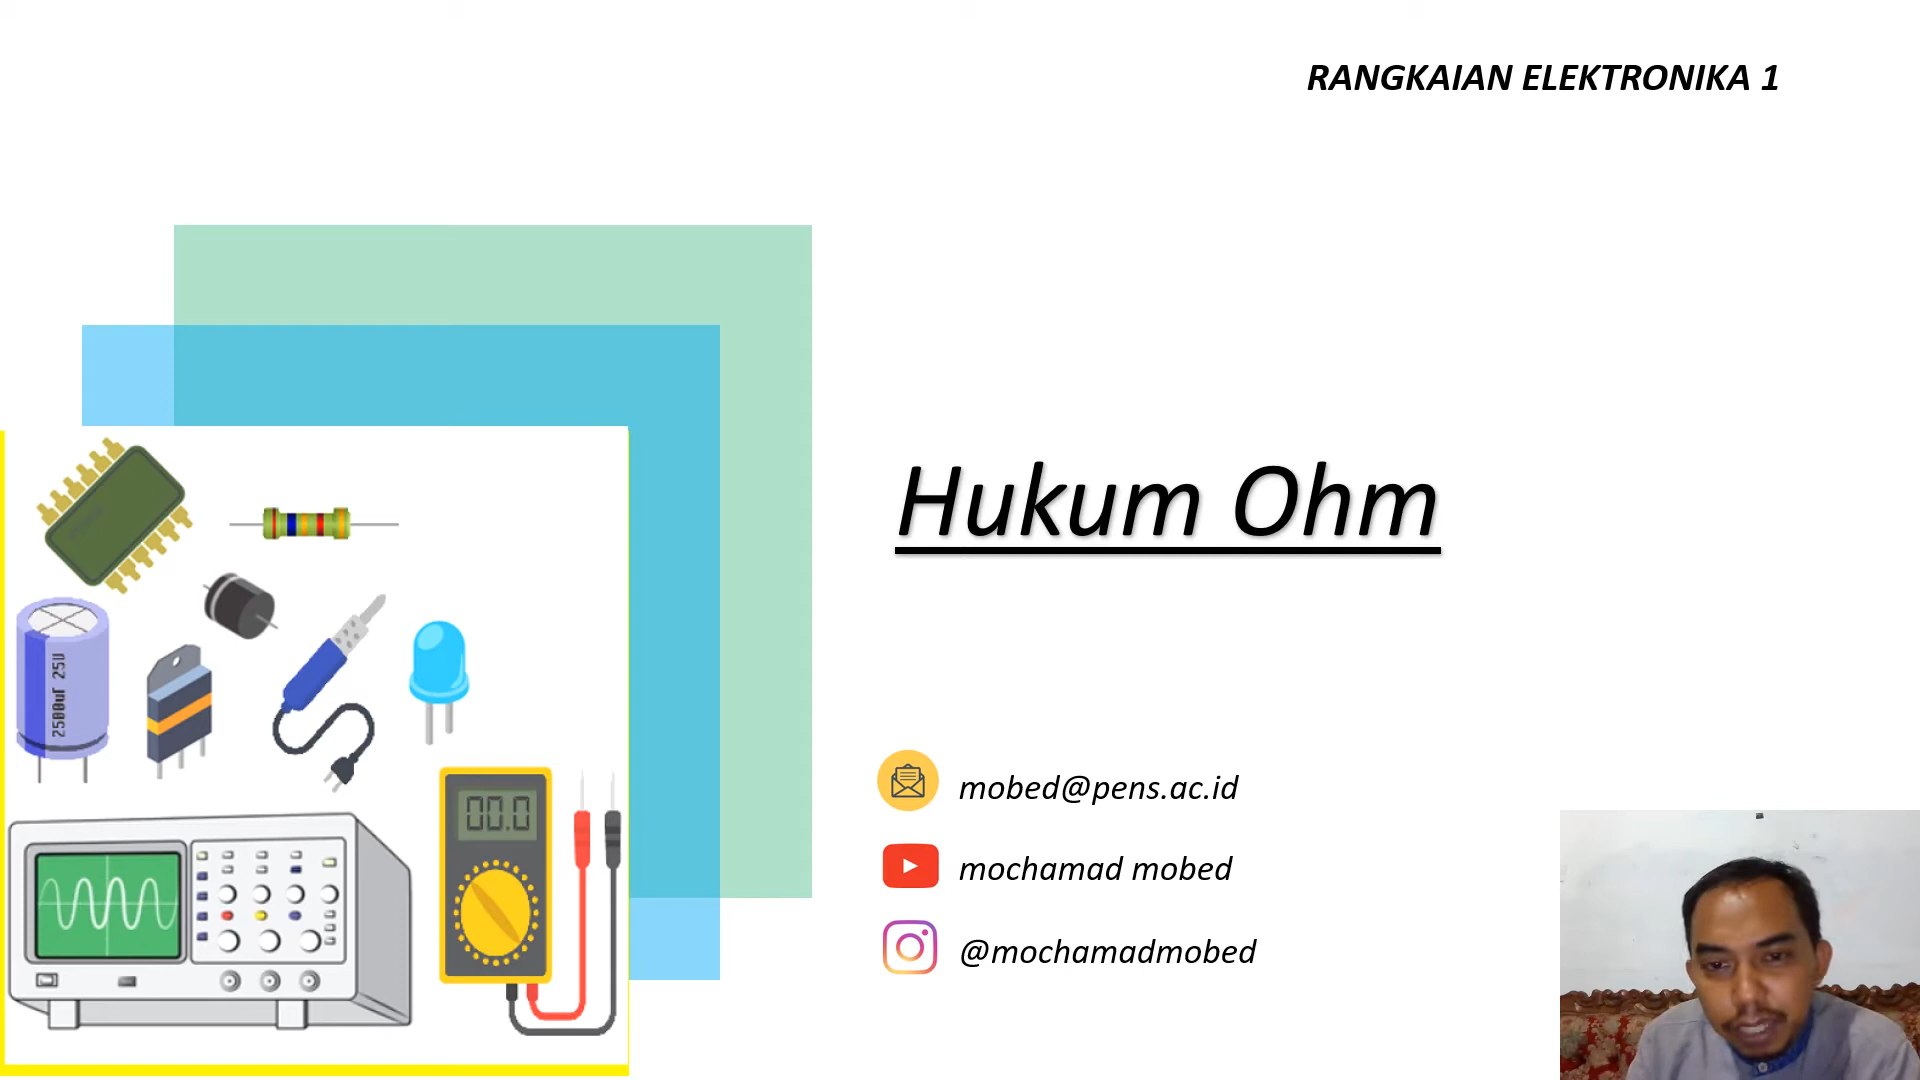 RANGKAIAN ELEKTRONIKA 1
Hukum Ohm
2500uF 25V
00.0
mobed@pens.ac.id
mochamad mobed
@mochamadmobed